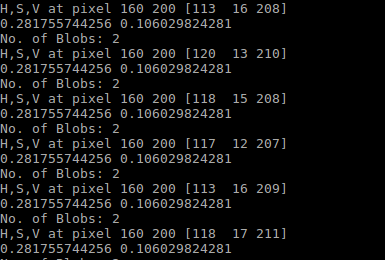 H,S,V at pixel 160 200 [113  16 208]
0.281755744256 0.106029824281
No. of Blobs: 2
H,S,V at pixel 160 200 [120  13 210]
0.281755744256 0.106029824281
No. of Blobs: 2
H,S,V at pixel 160 200 [118  15 208]
0.281755744256 0.106029824281
No. of Blobs: 2
H,S,V at pixel 160 200 [117  12 207]
0.281755744256 0.106029824281
No. of Blobs: 2
H,S,V at pixel 160 200 [113  16 209]
0.281755744256 0.106029824281
No. of Blobs: 2
H,S,V at pixel 160 200 [118  17 211]
0.281755744256 0.106029824281